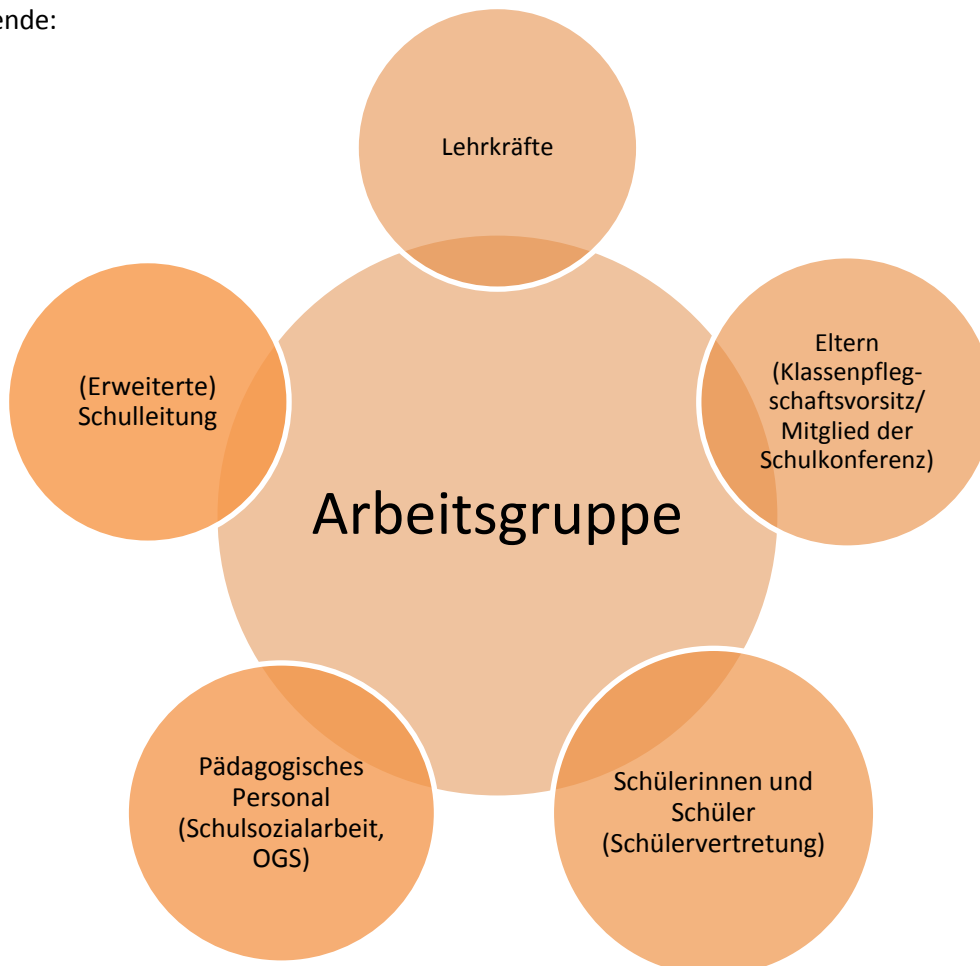 ende:
Lehrkräfte
(Erweiterte)
Schulleitung
Eltern
(Klassenpfleg-
schaftsvorsitz/
Mitglied der
Schulkonferenz)
Arbeitsgruppe
Pädagogisches
Personal
(Schulsozialarbeit,
OGS)
Schülerinnen und
Schüler
(Schülervertretung)